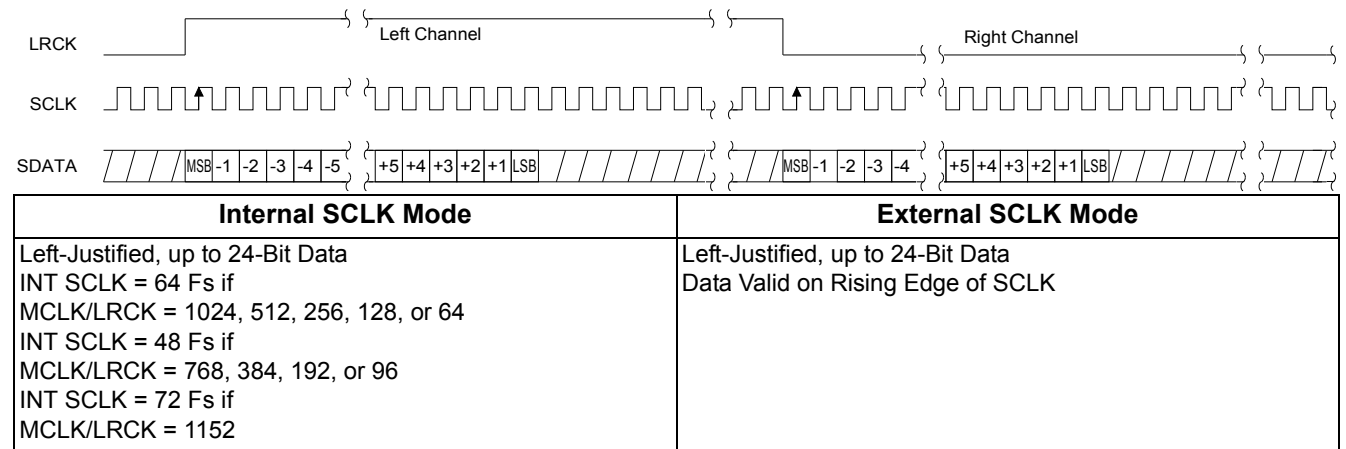 LRCK Left Channel Right Channel
SCLK
SDATA MSB -1 -2 -3 -4 -5 +5 +4 +3 +2 +1 LSB MSB -1 -2 -3 -4 +5 +4 +3 +2 +1 LSB
Internal SCLK Mode
External SCLK Mode
Left-Justified, up to 24-Bit Data
INT SCLK = 64 Fs if
MCLK/LRCK = 1024, 512, 256, 128, or 64
INT SCLK = 48 Fs if
MCLK/LRCK = 768, 384, 192, or 96
INT SCLK = 72 Fs if
MCLK/LRCK = 1152
Left-Justified, up to 24-Bit Data
Data Valid on Rising Edge of SCLK